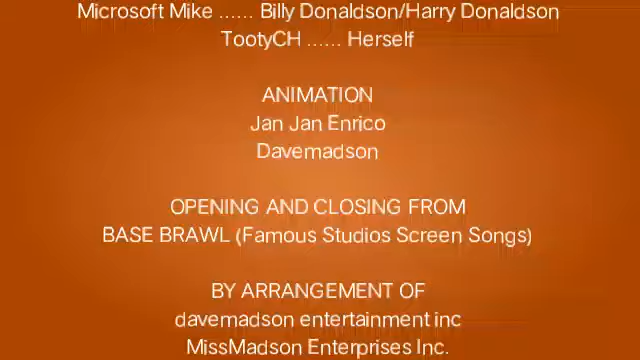 Microsoft Mike ...... Billy Donaldson/Harry Donaldson
TootyCH ...... Herself
ANIMATION
Jan Jan Enrico
Davemadson
OPENING AND CLOSING FROM
BASE BRAWL (Famous Studios Screen Songs)
BY ARRANGEMENT OF
davemadson entertainment inc
MissMadson Enterprises Inc.